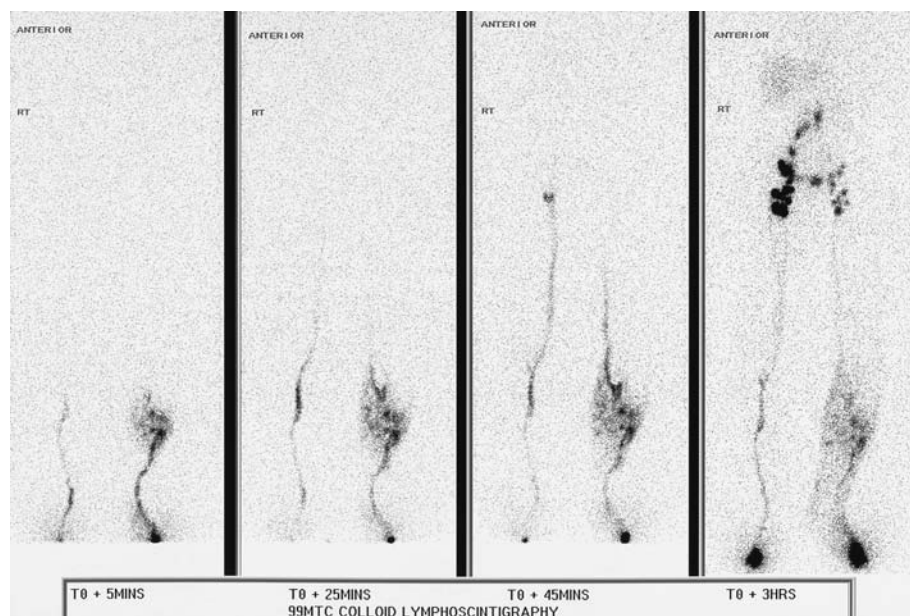 ANTERIOR
RT
ANTERIOR
RT
ANTERIOR
RT
ANTERIOR
RT
T0 + 5MINS
T0 + 25MINS
T0 + 45MINS
T0 + 3HRS
99MTC COLLOID LYMPHOSCINTIGRAPHY